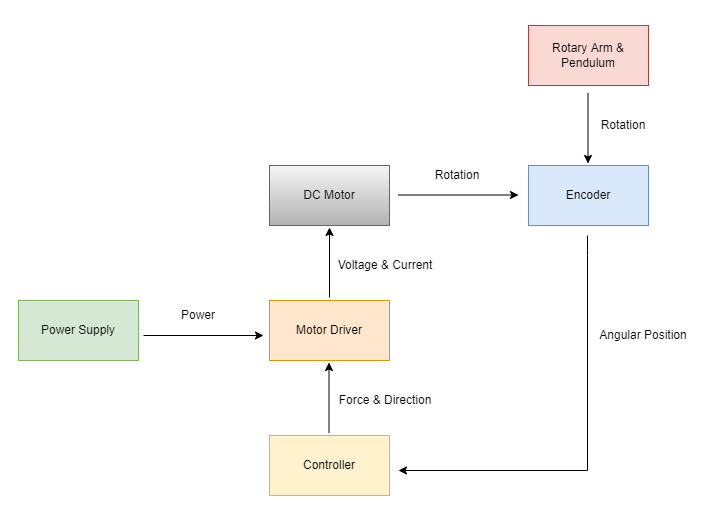 Rotary Arm &
Pendulum
Rotation
DC Motor
Rotation
Encoder
Voltage & Current
Power Supply
Power
Motor Driver
Angular Position
Force & Direction
Controller